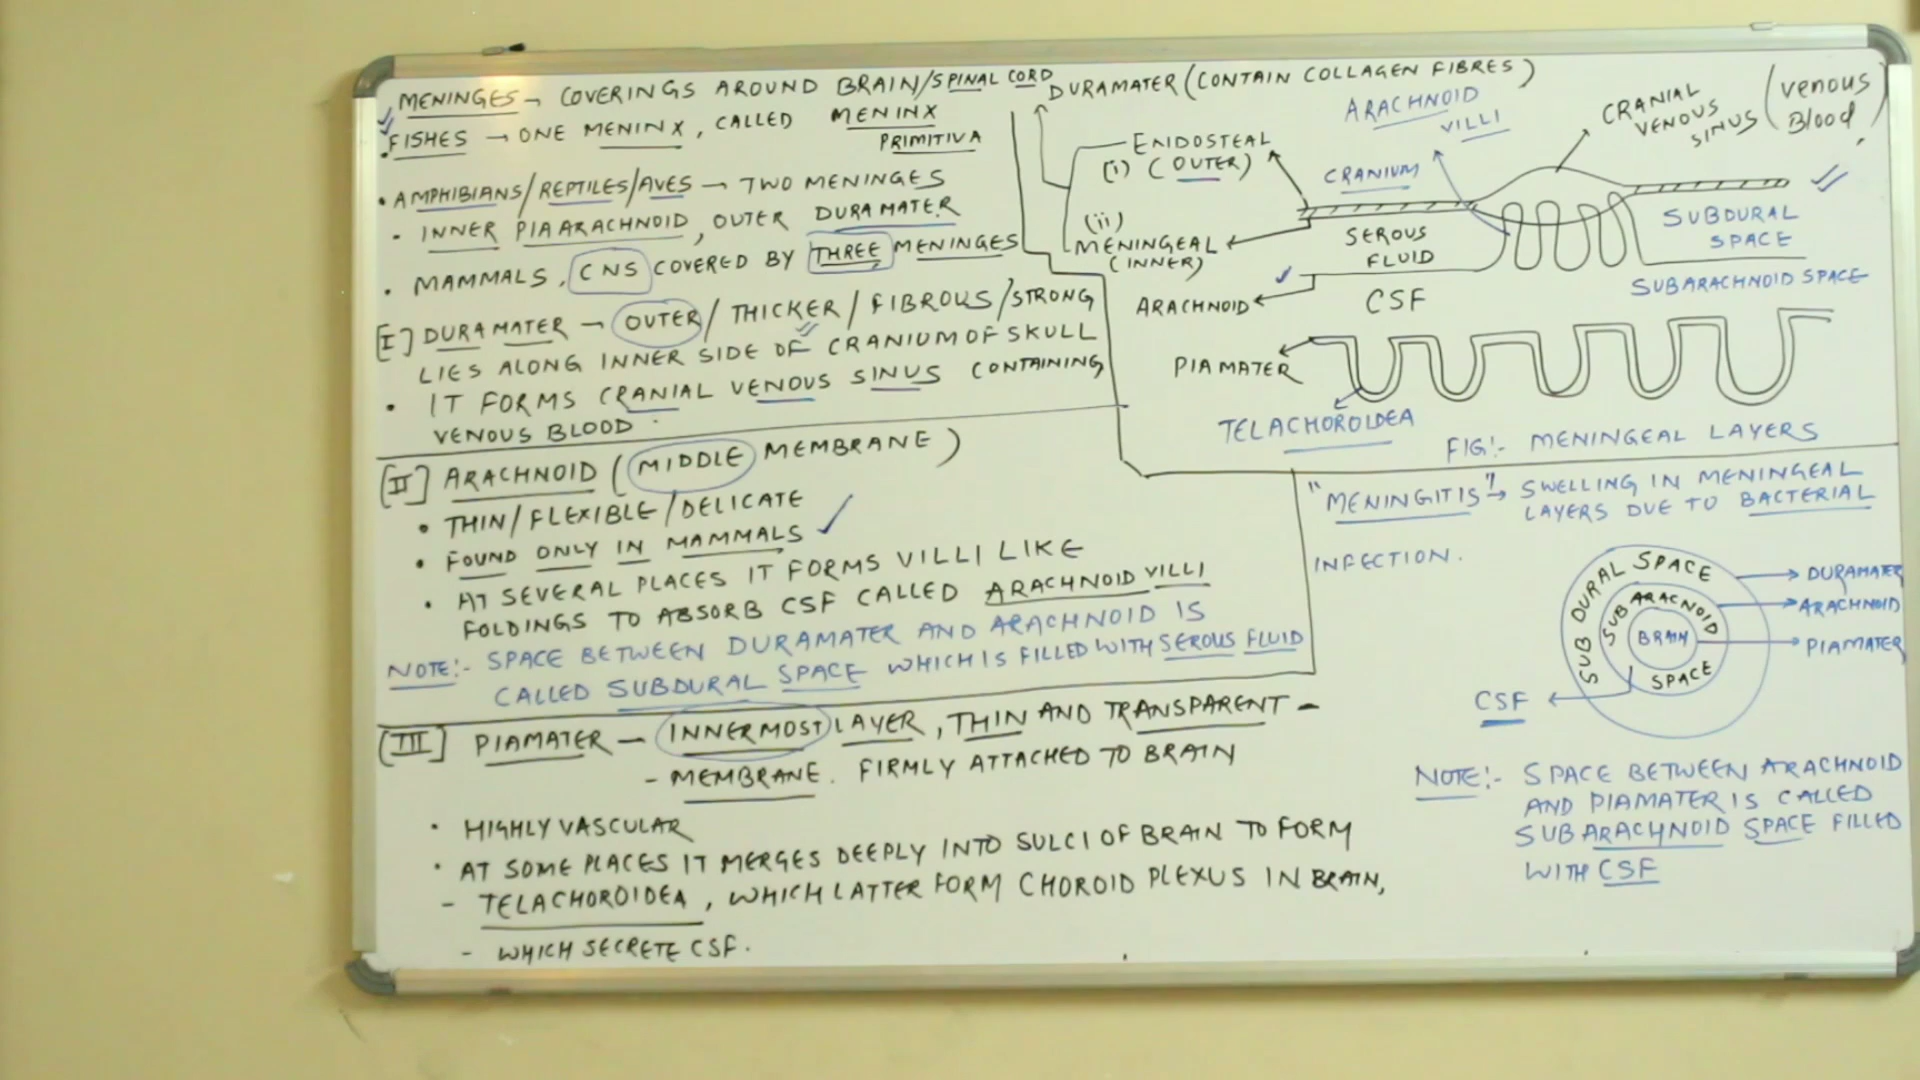 MENINGES → COVERINGS AROUND BRAIN/SPINAL CORD
FISHES → ONE MENINX, CALLED MENINX
PRIMITIVA
• AMPHIBIANS/REPTILES/AVES → TWO MENINGES
- INNER PIAARACHNOID, OUTER DURAMATER
• MAMMALS, CNS COVERED BY THREE MENINGES
[I] DURAMATER → OUTER/THICKER/FIBROUS/STRONG
LIES ALONG INNER SIDE OF CRANIUM OF SKULL
• IT FORMS CRANIAL VENOUS SINUS CONTAINING
VENOUS BLOOD.
[II] ARACHNOID (MIDDLE MEMBRANE)
• THIN/FLEXIBLE/DELICATE
• FOUND ONLY IN MAMMALS
• AT SEVERAL PLACES IT FORMS VILLI LIKE
FOLDINGS TO ABSORB CSF CALLED ARACHNOID VILLI
NOTE:- SPACE BETWEEN DURAMATER AND ARACHNOID IS
CALLED SUBDURAL SPACE WHICH IS FILLED WITH SEROUS FLUID
[III] PIAMATER — INNERMOST LAYER, THIN AND TRANSPARENT -
- MEMBRANE. FIRMLY ATTACHED TO BRAIN
• HIGHLY VASCULAR
• AT SOME PLACES IT MERGES DEEPLY INTO SULCI OF BRAIN TO FORM
- TELACHOROIDEA, WHICH LATTER FORM CHOROID PLEXUS IN BRAIN,
- WHICH SECRETE CSF.
DURAMATER (CONTAIN COLLAGEN FIBRES)
ENDOSTEAL
(i) (OUTER)
(ii)
MENINGEAL
(INNER)
ARACHNOID
PIAMATER
TELACHOROIDEA
ARACHNOID
VILLI
CRANIUM
SEROUS
FLUID
CSF
CRANIAL
VENOUS
SINUS
(Venous
Blood)
SUBDURAL
SPACE
SUBARACHNOID SPACE
FIG:- MENINGEAL LAYERS
"MENINGITIS" → SWELLING IN MENINGEAL
LAYERS DUE TO BACTERIAL
INFECTION.
SUB DURAL SPACE
SUB ARACNOID
SPACE
BRAIN
DURAMATER
ARACHNOID
PIAMATER
CSF
NOTE:- SPACE BETWEEN ARACHNOID
AND PIAMATER IS CALLED
SUBARACHNOID SPACE FILLED
WITH CSF